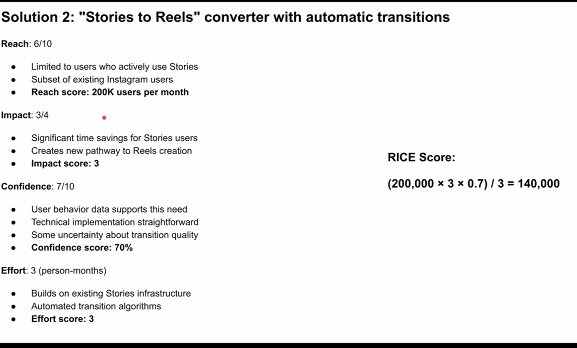 Solution 2: "Stories to Reels" converter with automatic transitions
Reach: 6/10
● Limited to users who actively use Stories
● Subset of existing Instagram users
● Reach score: 200K users per month
Impact: 3/4
● Significant time savings for Stories users
● Creates new pathway to Reels creation
● Impact score: 3
Confidence: 7/10
● User behavior data supports this need
● Technical implementation straightforward
● Some uncertainty about transition quality
● Confidence score: 70%
Effort: 3 (person-months)
● Builds on existing Stories infrastructure
● Automated transition algorithms
● Effort score: 3
RICE Score:
(200,000 × 3 × 0.7) / 3 = 140,000